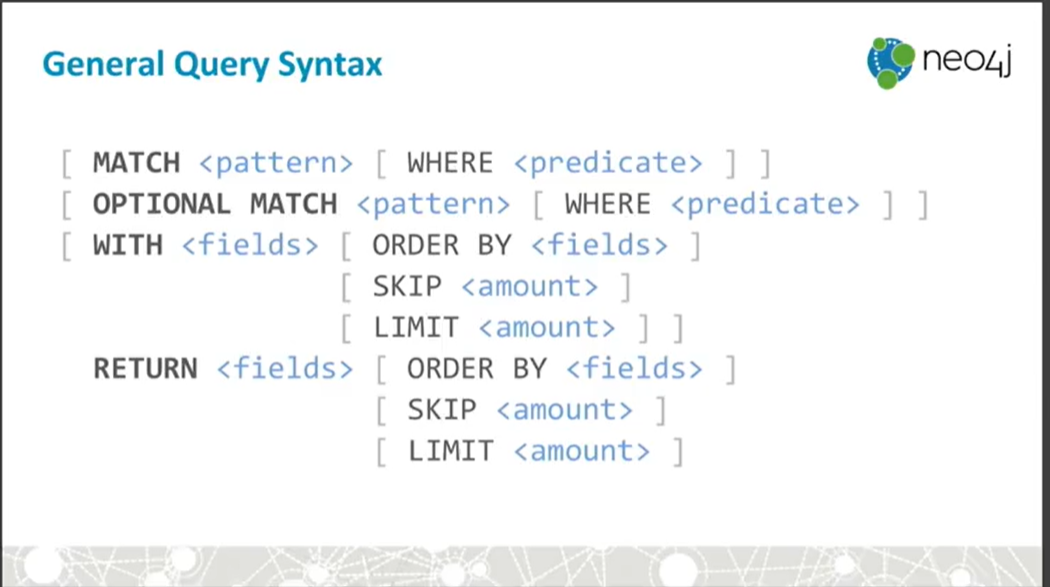 General Query Syntax
neo4j
[ MATCH <pattern> [ WHERE <predicate> ] ]
[ OPTIONAL MATCH <pattern> [ WHERE <predicate> ] ]
[ WITH <fields> [ ORDER BY <fields> ]
[ SKIP <amount> ]
[ LIMIT <amount> ] ]
RETURN <fields> [ ORDER BY <fields> ]
[ SKIP <amount> ]
[ LIMIT <amount> ]